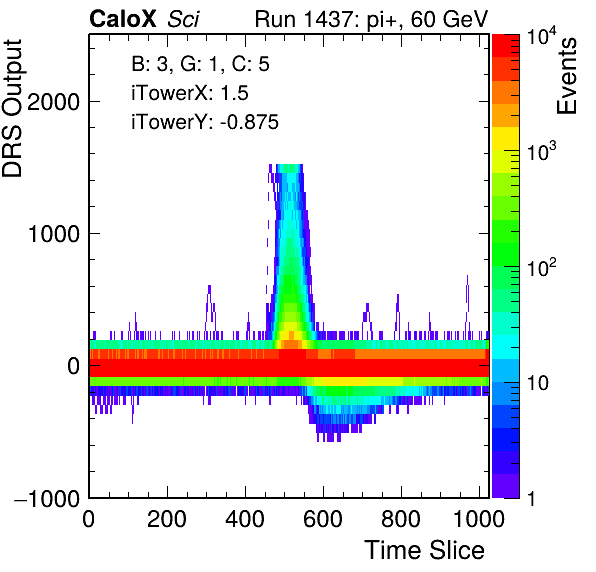 CaloX Sci Run 1437: pi+, 60 GeV
B: 3, G: 1, C: 5
iTowerX: 1.5
iTowerY: -0.875
DRS Output
2000
1000
0
−1000
0 200 400 600 800 1000
Time Slice
Events
10^4
10^3
10^2
10
1